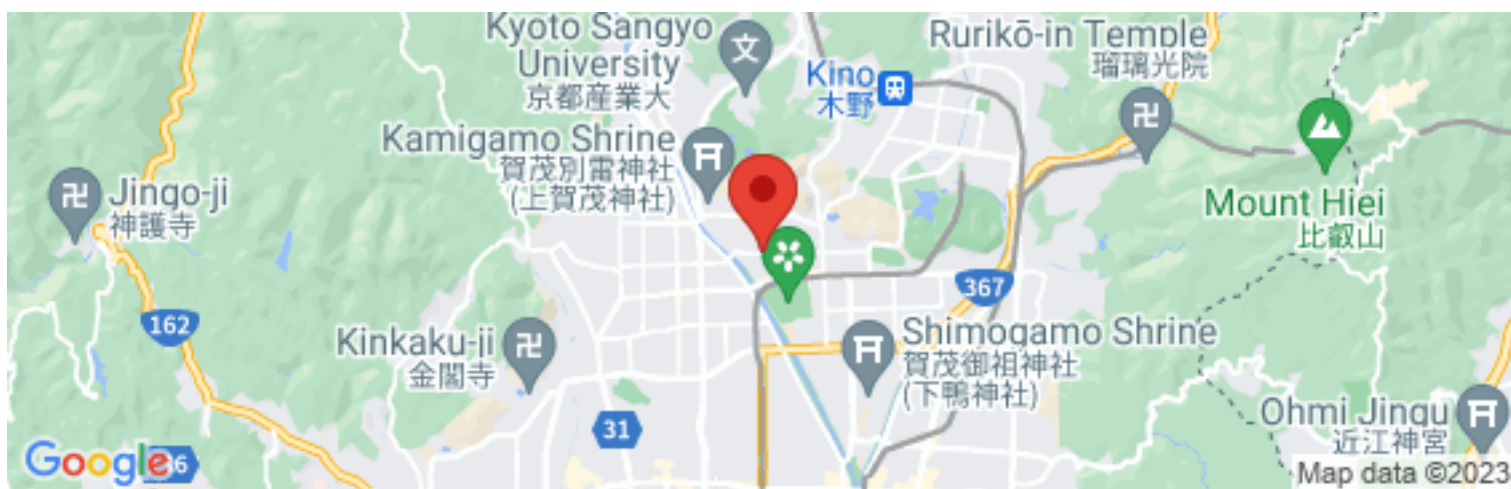 Kyoto Sangyo
University
京都産業大
Rurikō-in Temple
瑠璃光院
Kino
木野
Kamigamo Shrine
賀茂別雷神社
(上賀茂神社)
Jingo-ji
神護寺
Mount Hiei
比叡山
367
162
Kinkaku-ji
金閣寺
Shimogamo Shrine
賀茂御祖神社
(下鴨神社)
31
Ohmi Jingu
近江神宮
Google
Map data ©2023